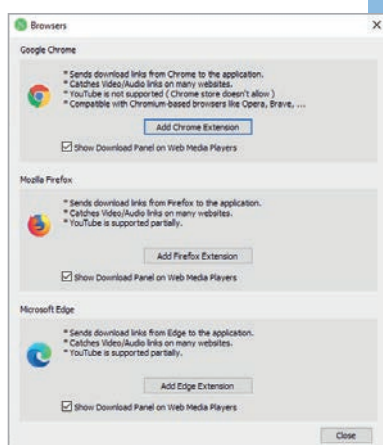 Browsers
Google Chrome
* Sends download links from Chrome to the application.
* Catches Video/Audio links on many websites.
* YouTube is not supported ( Chrome store doesn't allow )
* Compatible with Chromium-based browsers like Opera, Brave, ...
Add Chrome Extension
Show Download Panel on Web Media Players
Mozilla Firefox
* Sends download links from Firefox to the application.
* Catches Video/Audio links on many websites.
* YouTube is supported partially.
Add Firefox Extension
Show Download Panel on Web Media Players
Microsoft Edge
* Sends download links from Edge to the application.
* Catches Video/Audio links on many websites.
* YouTube is supported partially.
Add Edge Extension
Show Download Panel on Web Media Players
Close